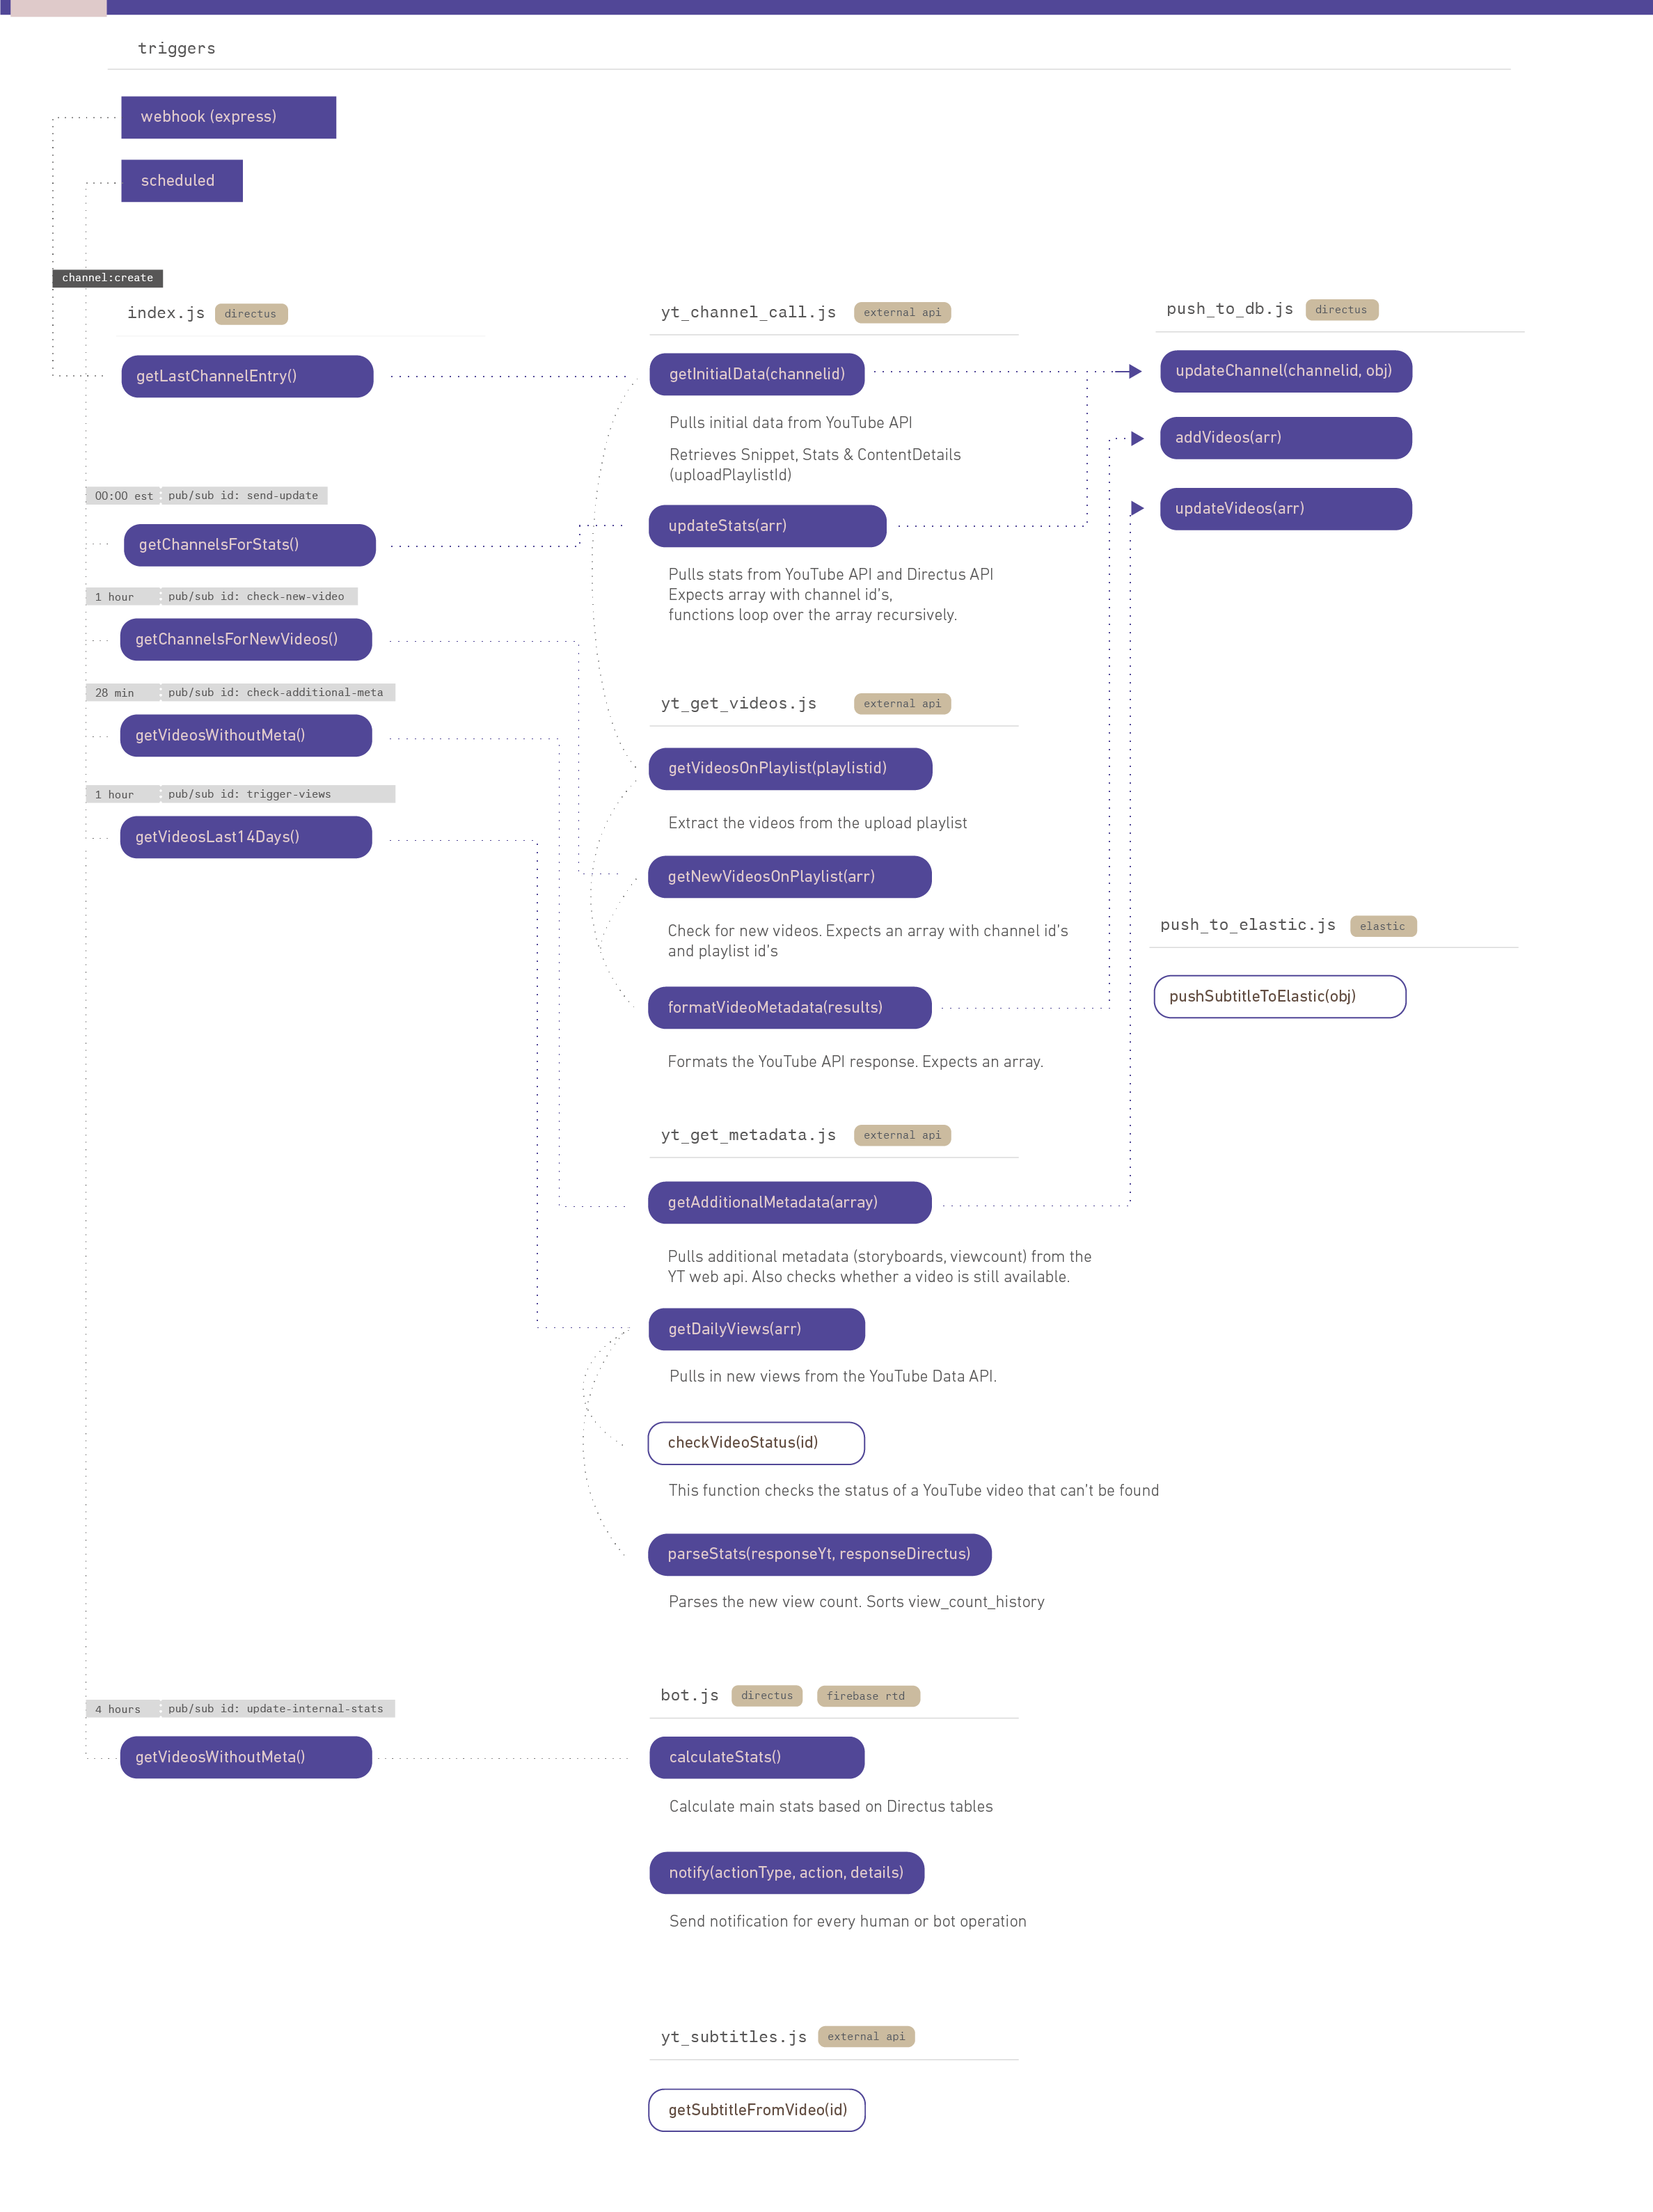 triggers
webhook (express)
scheduled
channel:create
index.js directus
getLastChannelEntry()
00:00 est pub/sub id: send-update
getChannelsForStats()
1 hour pub/sub id: check-new-video
getChannelsForNewVideos()
28 min pub/sub id: check-additional-meta
getVideosWithoutMeta()
1 hour pub/sub id: trigger-views
getVideosLast14Days()
4 hours pub/sub id: update-internal-stats
getVideosWithoutMeta()
yt_channel_call.js external api
getInitialData(channelid)
Pulls initial data from YouTube API
Retrieves Snippet, Stats & ContentDetails
(uploadPlaylistId)
updateStats(arr)
Pulls stats from YouTube API and Directus API
Expects array with channel id's,
functions loop over the array recursively.
yt_get_videos.js external api
getVideosOnPlaylist(playlistid)
Extract the videos from the upload playlist
getNewVideosOnPlaylist(arr)
Check for new videos. Expects an array with channel id's
and playlist id's
formatVideoMetadata(results)
Formats the YouTube API response. Expects an array.
yt_get_metadata.js external api
getAdditionalMetadata(array)
Pulls additional metadata (storyboards, viewcount) from the
YT web api. Also checks whether a video is still available.
getDailyViews(arr)
Pulls in new views from the YouTube Data API.
checkVideoStatus(id)
This function checks the status of a YouTube video that can't be found
parseStats(responseYt, responseDirectus)
Parses the new view count. Sorts view_count_history
bot.js directus firebase rtd
calculateStats()
Calculate main stats based on Directus tables
notify(actionType, action, details)
Send notification for every human or bot operation
yt_subtitles.js external api
getSubtitleFromVideo(id)
push_to_db.js directus
updateChannel(channelid, obj)
addVideos(arr)
updateVideos(arr)
push_to_elastic.js elastic
pushSubtitleToElastic(obj)